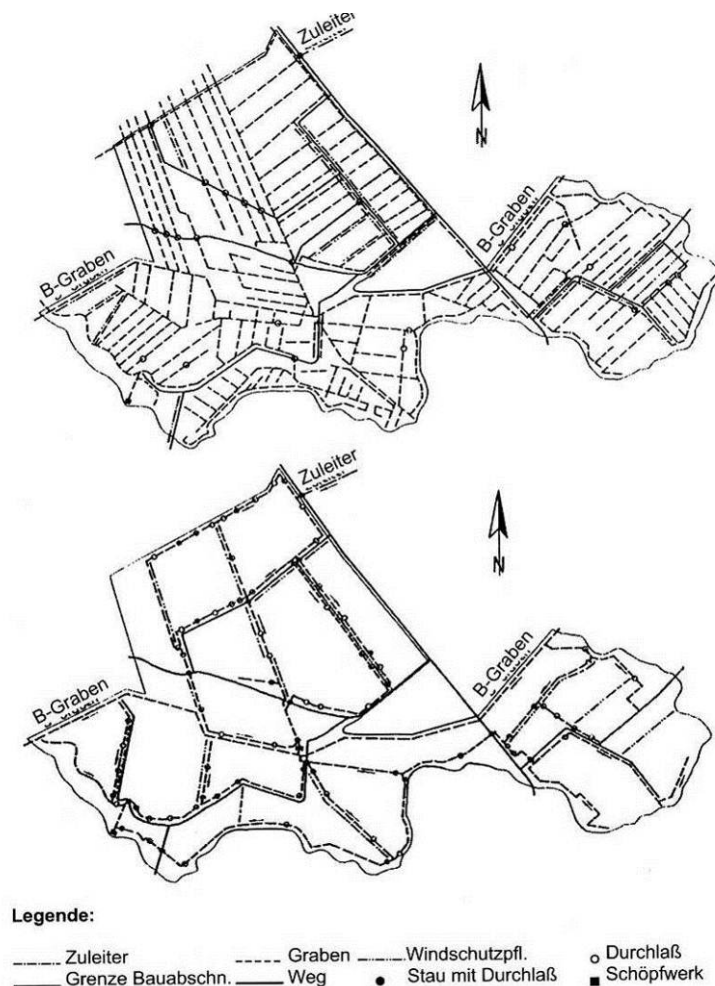 Zuleiter
N
B-Graben
B-Graben
Zuleiter
N
B-Graben
B-Graben
Legende:
Zuleiter Graben Windschutzpfl. Durchlaß
Grenze Bauabschn. Weg Stau mit Durchlaß Schöpfwerk